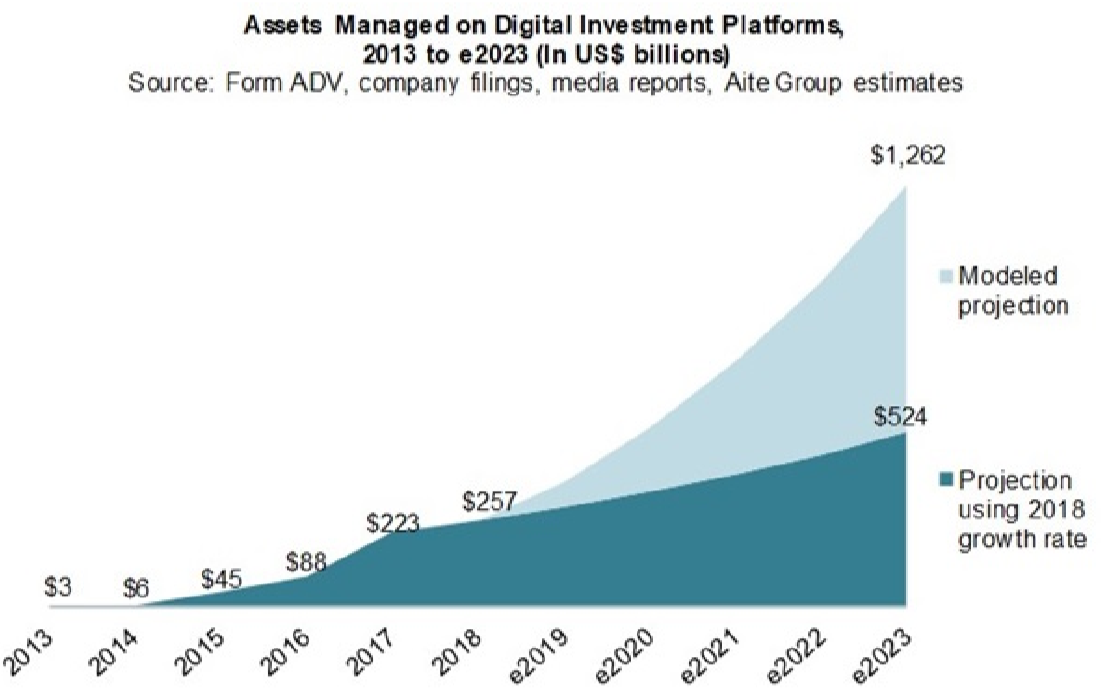 Assets Managed on Digital Investment Platforms,
2013 to e2023 (In US$ billions)
Source: Form ADV, company filings, media reports, Aite Group estimates
$1,262
Modeled
projection
$524
Projection
using 2018
growth rate
$257
$223
$88
$45
$6
$3
2013
2014
2015
2016
2017
2018
e2019
e2020
e2021
e2022
e2023